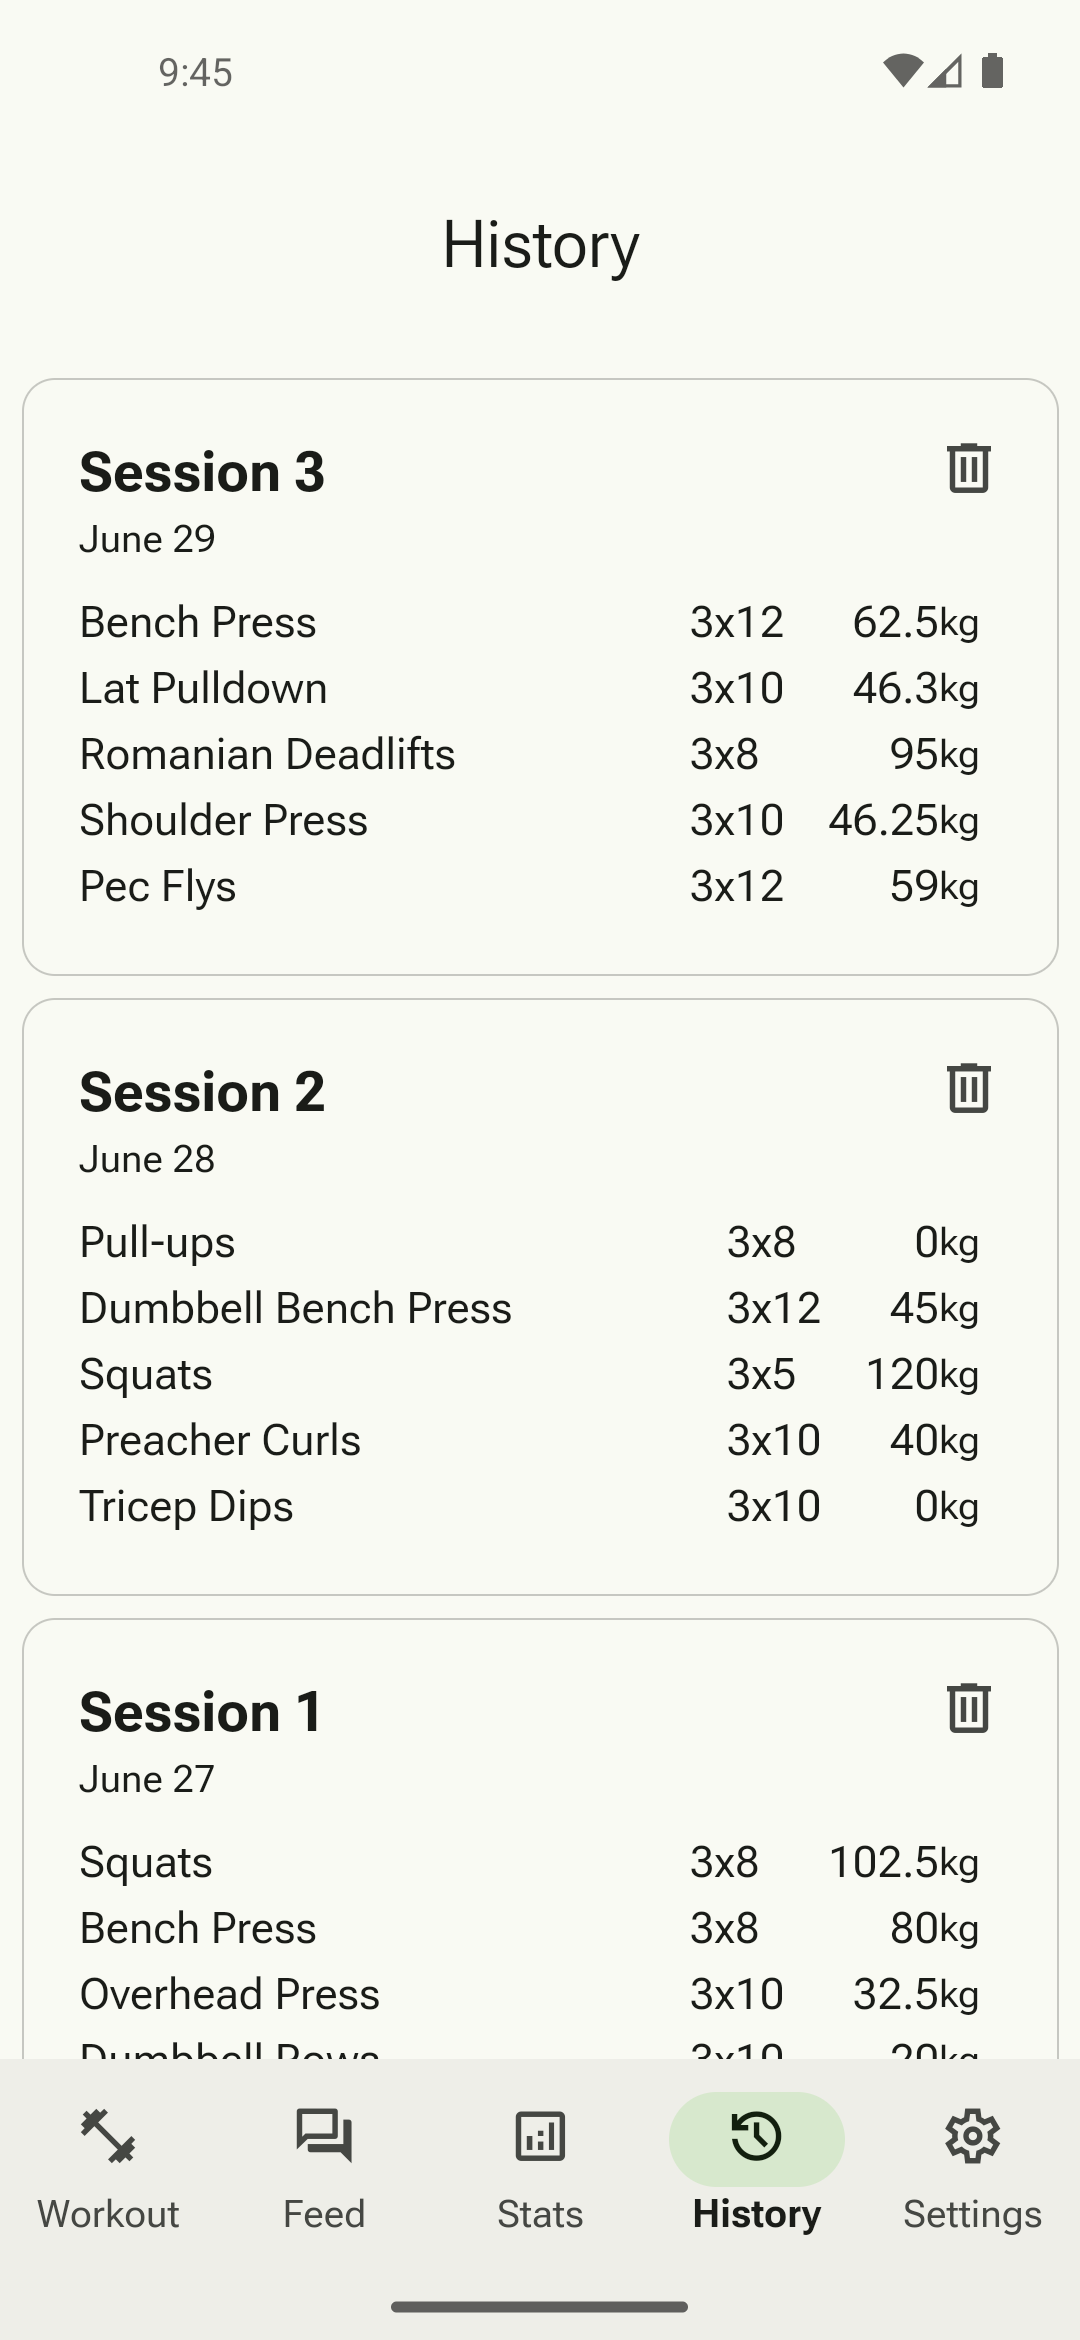 9:45
History
Session 3
June 29
Bench Press 3x12 62.5kg
Lat Pulldown 3x10 46.3kg
Romanian Deadlifts 3x8 95kg
Shoulder Press 3x10 46.25kg
Pec Flys 3x12 59kg
Session 2
June 28
Pull-ups 3x8 0kg
Dumbbell Bench Press 3x12 45kg
Squats 3x5 120kg
Preacher Curls 3x10 40kg
Tricep Dips 3x10 0kg
Session 1
June 27
Squats 3x8 102.5kg
Bench Press 3x8 80kg
Overhead Press 3x10 32.5kg
Dumbbell Rows 3x10 20kg
Workout Feed Stats History Settings